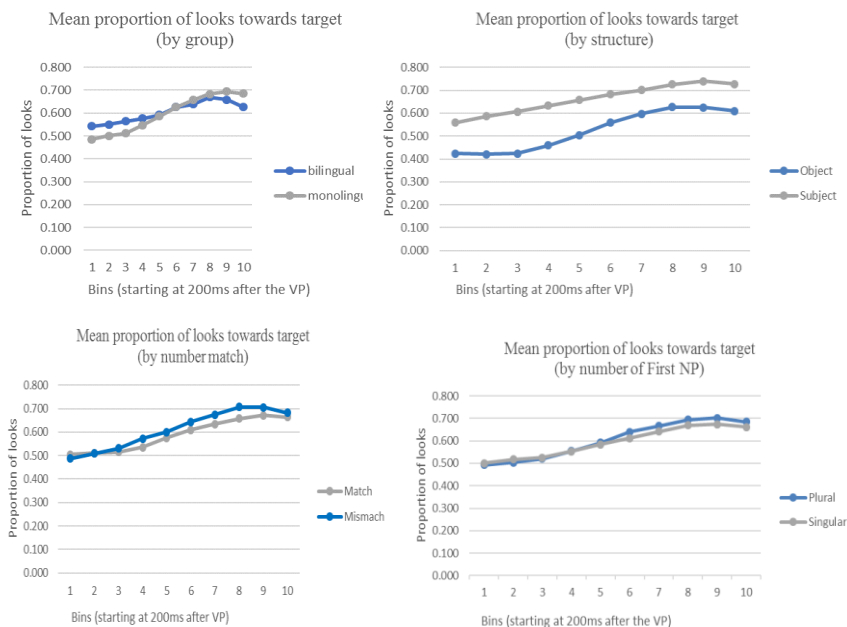 Mean proportion of looks towards target
(by group)
0.800
0.700
0.600
0.500
0.400
0.300
0.200
0.100
0.000
Proportion of looks
1 2 3 4 5 6 7 8 9 10
Bins (starting at 200ms after the VP)
bilingual
monolingu
Mean proportion of looks towards target
(by structure)
0.800
0.700
0.600
0.500
0.400
0.300
0.200
0.100
0.000
Proportion of looks
1 2 3 4 5 6 7 8 9 10
Bins (starting at 200ms after VP)
Object
Subject
Mean proportion of looks towards target
(by number match)
0.800
0.700
0.600
0.500
0.400
0.300
0.200
0.100
0.000
Proportion of looks
1 2 3 4 5 6 7 8 9 10
Bins (starting at 200ms after VP)
Match
Mismach
Mean proportion of looks towards target
(by number of First NP)
0.800
0.700
0.600
0.500
0.400
0.300
0.200
0.100
0.000
Proportion of looks
1 2 3 4 5 6 7 8 9 10
Bins (starting at 200ms after the VP)
Plural
Singular